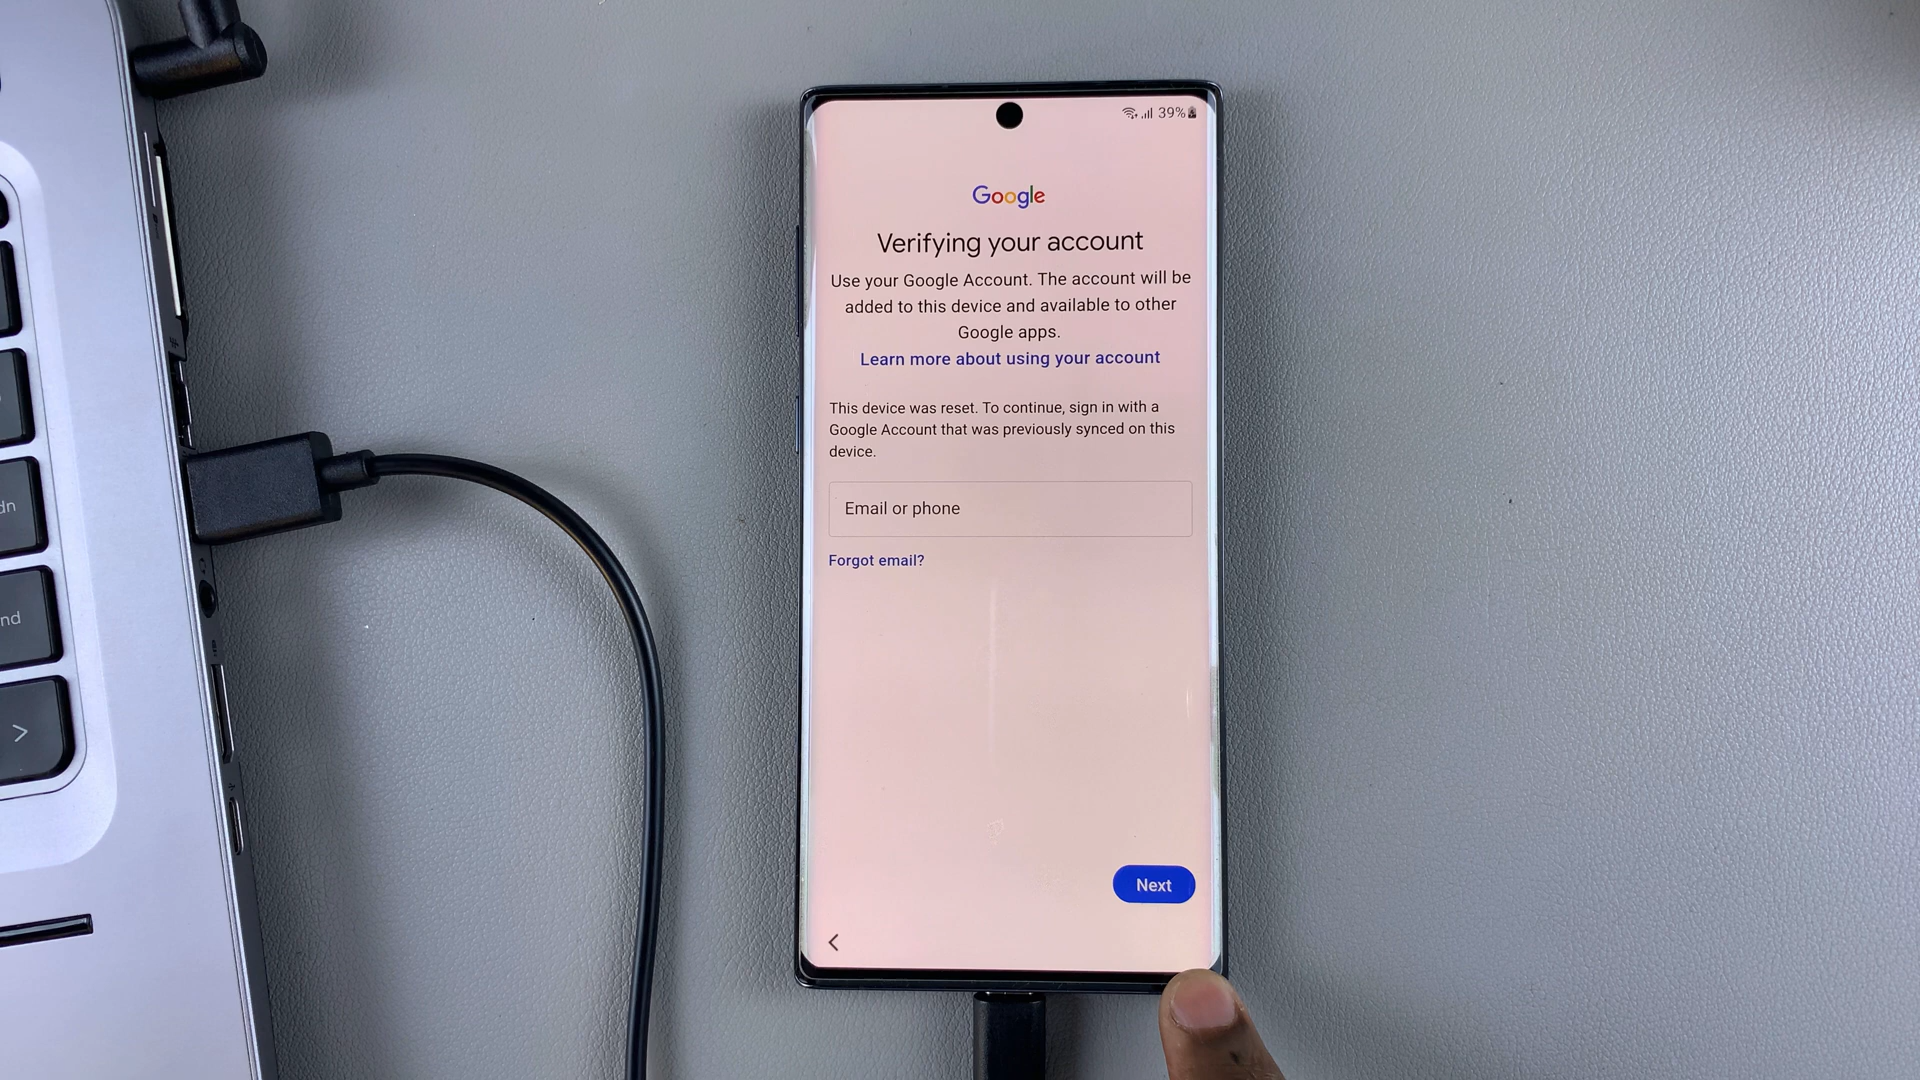 39%
Google
Verifying your account
Use your Google Account. The account will be
added to this device and available to other
Google apps.
Learn more about using your account
This device was reset. To continue, sign in with a
Google Account that was previously synced on this
device.
Email or phone
Forgot email?
Next
dn
nd